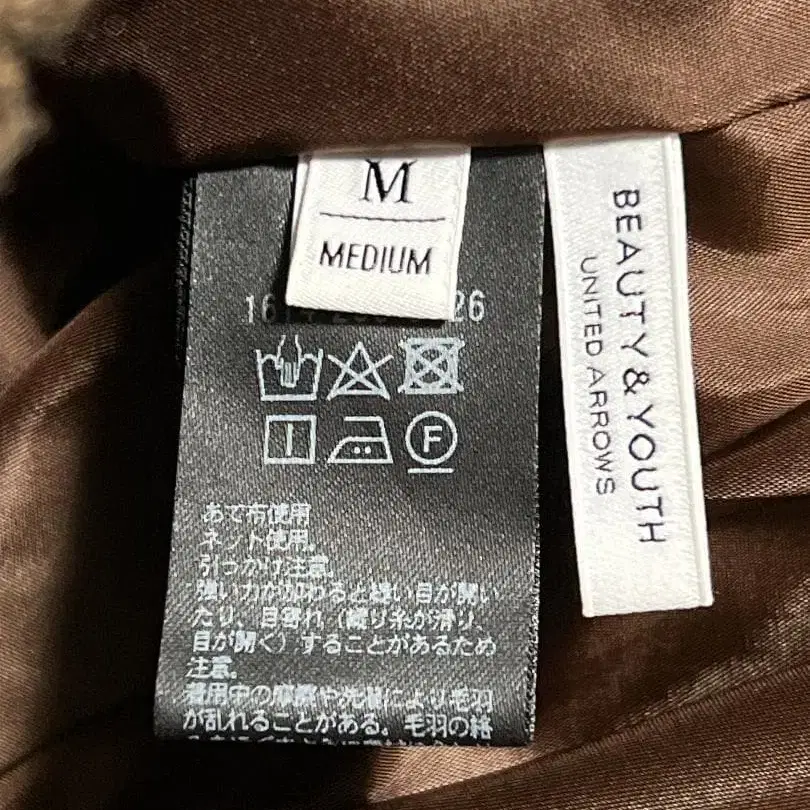 M
MEDIUM
BEAUTY & YOUTH
UNITED ARROWS
16 26
F
あて布使用
ネット使用。
引っかけ注意。
強い力が加わると縫い目が開い
たり、目寄れ（織り糸が滑り、
目が開く）することがあるため
注意。
着用中の摩擦や洗濯により毛羽
が乱れることがある。毛羽の絡